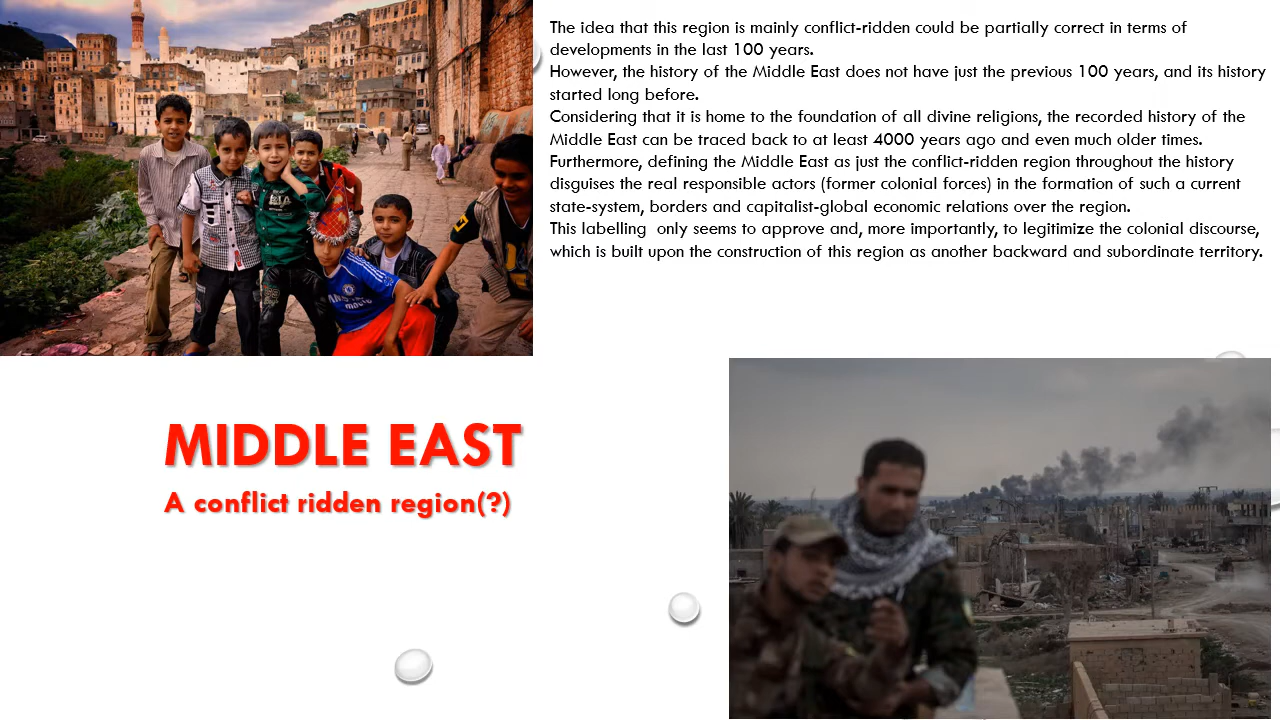 The idea that this region is mainly conflict-ridden could be partially correct in terms of
developments in the last 100 years.
However, the history of the Middle East does not have just the previous 100 years, and its history
started long before.
Considering that it is home to the foundation of all divine religions, the recorded history of the
Middle East can be traced back to at least 4000 years ago and even much older times.
Furthermore, defining the Middle East as just the conflict-ridden region throughout the history
disguises the real responsible actors (former colonial forces) in the formation of such a current
state-system, borders and capitalist-global economic relations over the region.
This labelling  only seems to approve and, more importantly, to legitimize the colonial discourse,
which is built upon the construction of this region as another backward and subordinate territory.
MIDDLE EAST
A conflict ridden region(?)